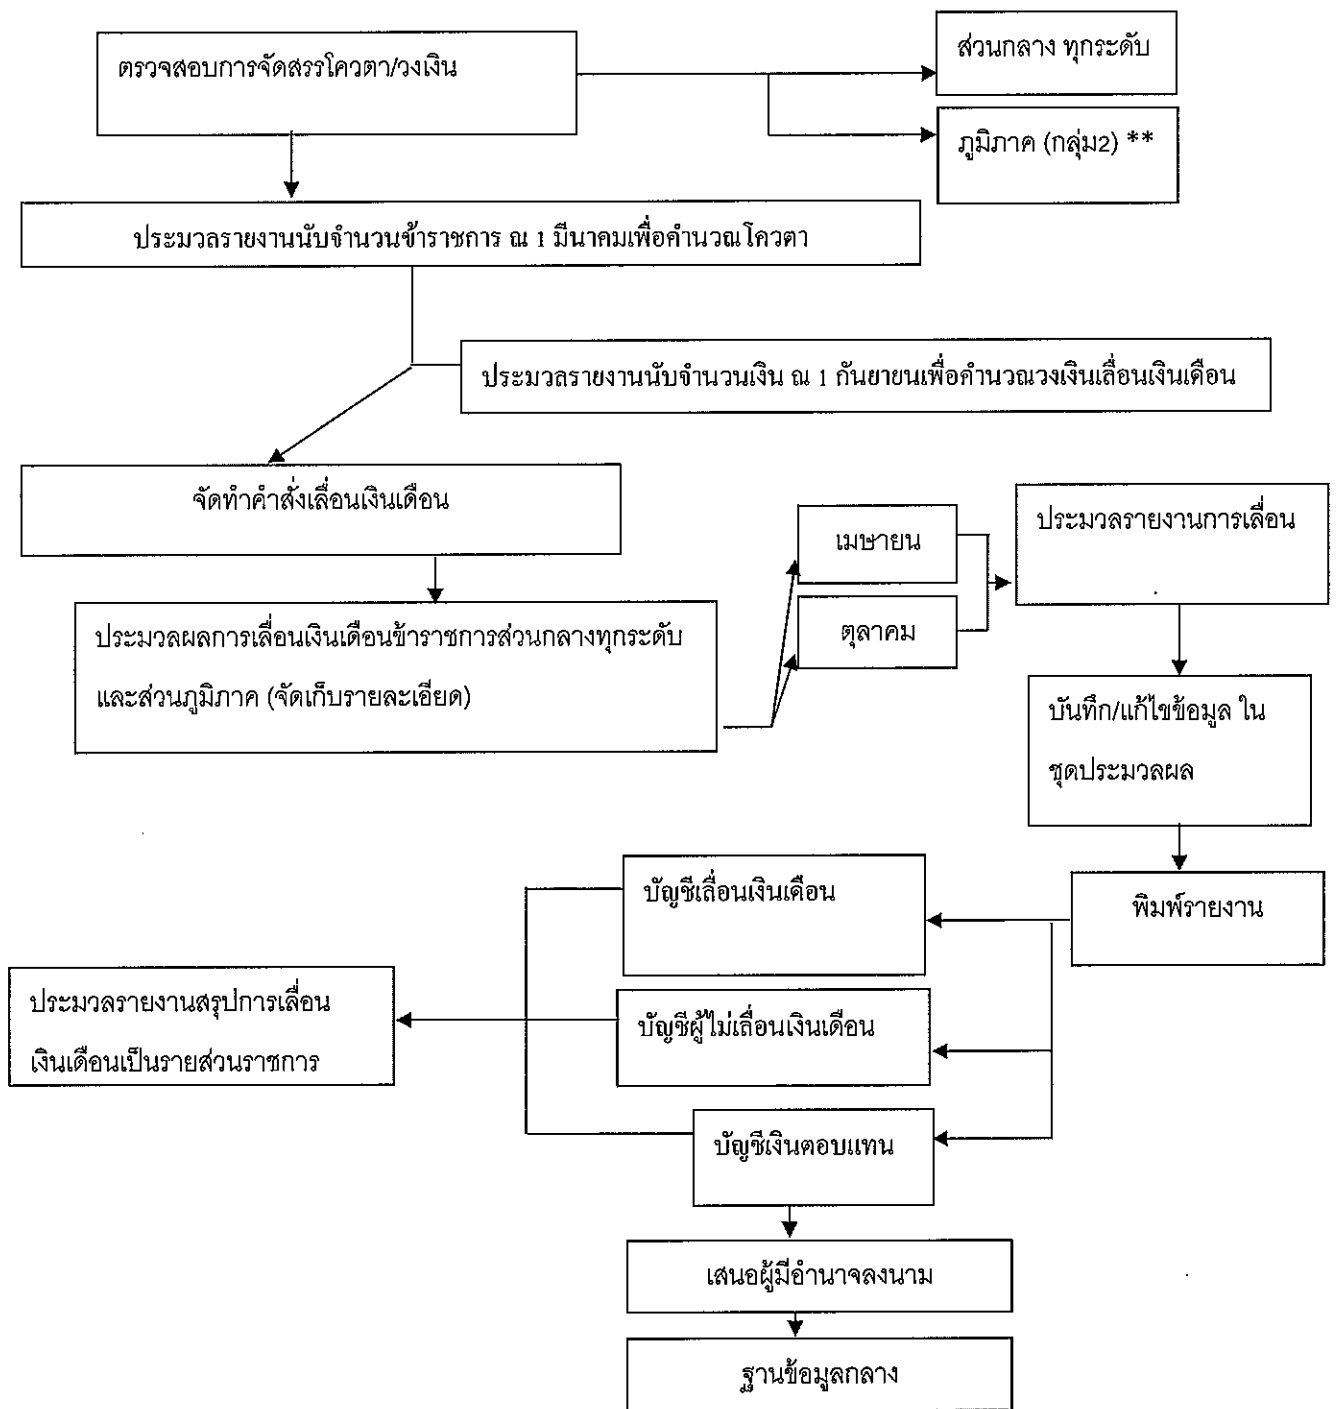 ตรวจสอบการจัดสรรโควตา/วงเงิน
ส่วนกลาง ทุกระดับ
ภูมิภาค (กลุ่ม2) **
ประมวลรายงานนับจำนวนข้าราชการ ณ 1 มีนาคมเพื่อคำนวณโควตา
ประมวลรายงานนับจำนวนเงิน ณ 1 กันยายนเพื่อคำนวณวงเงินเลื่อนเงินเดือน
จัดทำคำสั่งเลื่อนเงินเดือน
ประมวลผลการเลื่อนเงินเดือนข้าราชการส่วนกลางทุกระดับ
และส่วนภูมิภาค (จัดเก็บรายละเอียด)
เมษายน
ตุลาคม
ประมวลรายงานการเลื่อน
บันทึก/แก้ไขข้อมูล ใน
ชุดประมวลผล
พิมพ์รายงาน
บัญชีเลื่อนเงินเดือน
บัญชีผู้ไม่เลื่อนเงินเดือน
บัญชีเงินตอบแทน
ประมวลรายงานสรุปการเลื่อน
เงินเดือนเป็นรายส่วนราชการ
เสนอผู้มีอำนาจลงนาม
ฐานข้อมูลกลาง